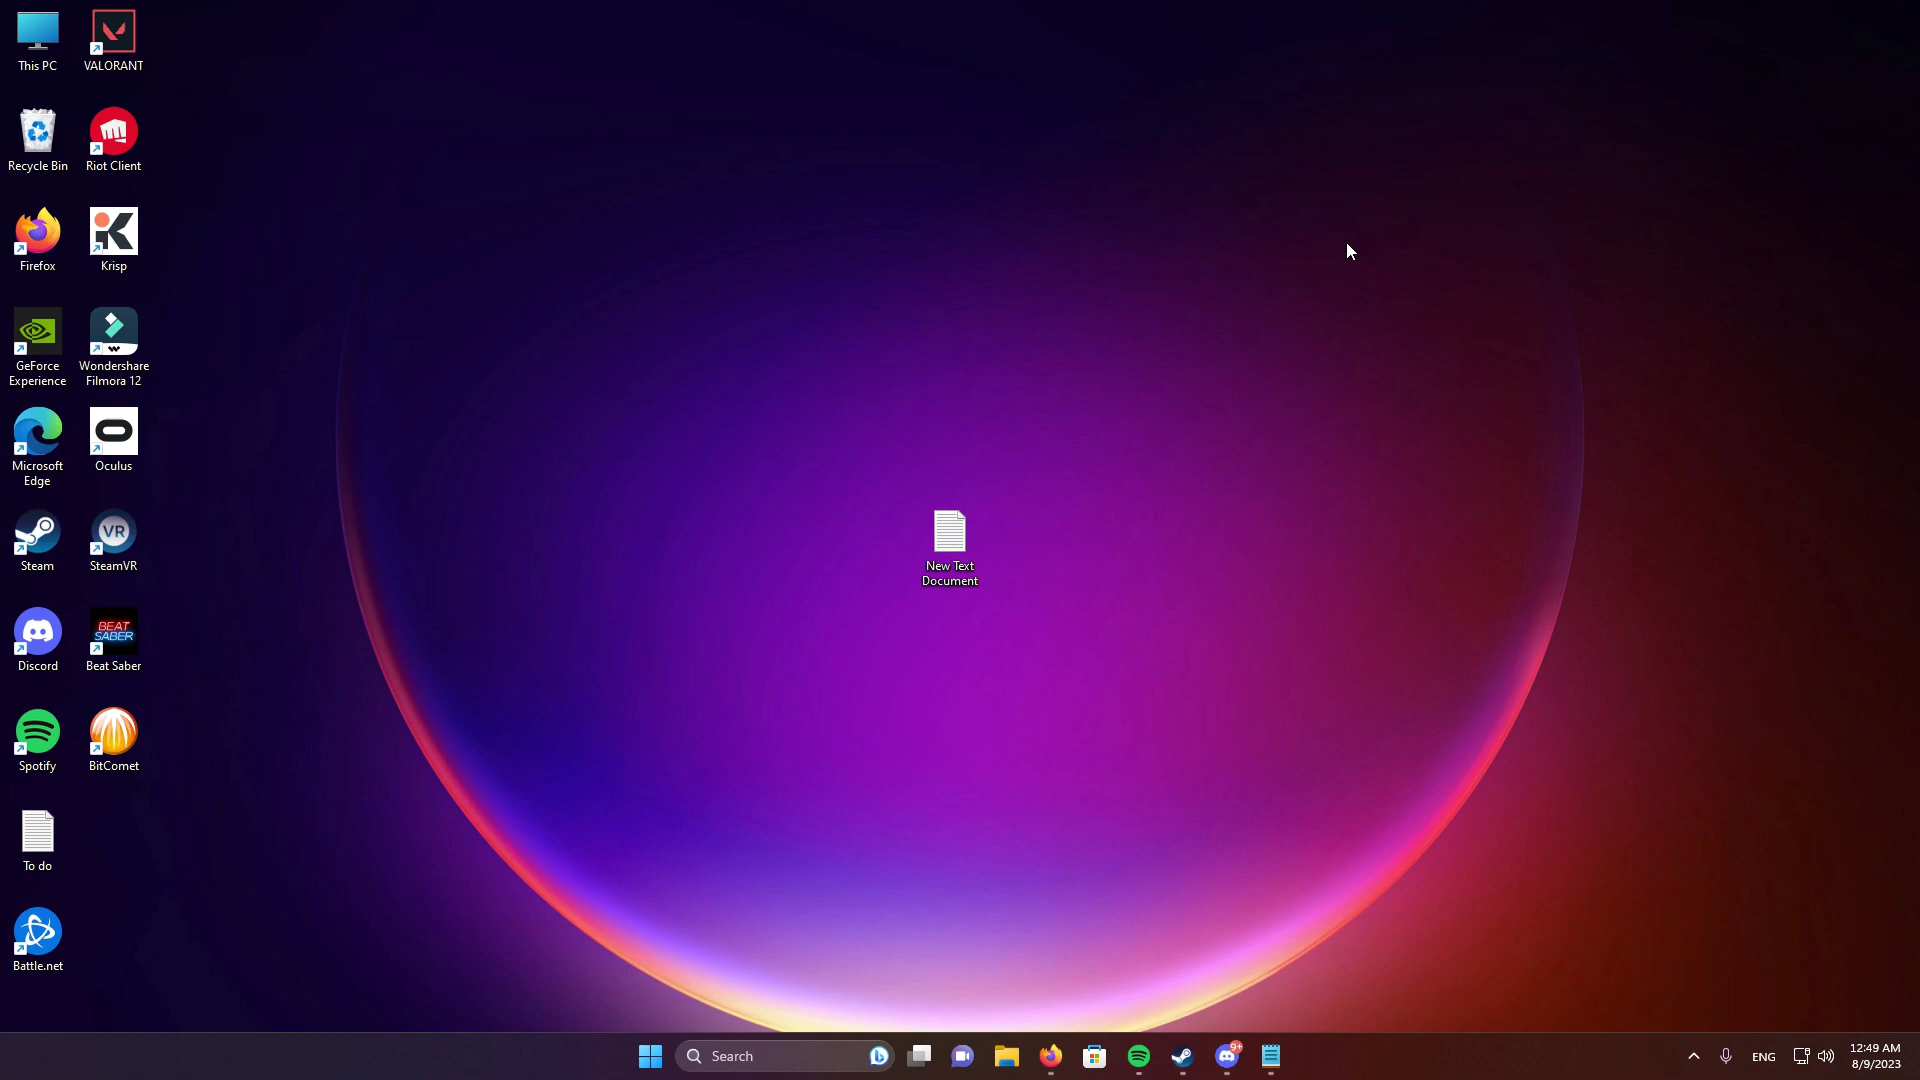 This PC
VALORANT
Recycle Bin
Riot Client
Firefox
Krisp
GeForce
Experience
Wondershare
Filmora 12
Microsoft
Edge
Oculus
Steam
VR
SteamVR
Discord
BEAT
SABER
Beat Saber
Spotify
BitComet
To do
Battle.net
New Text
Document
Search
9+
ENG
12:49 AM
8/9/2023